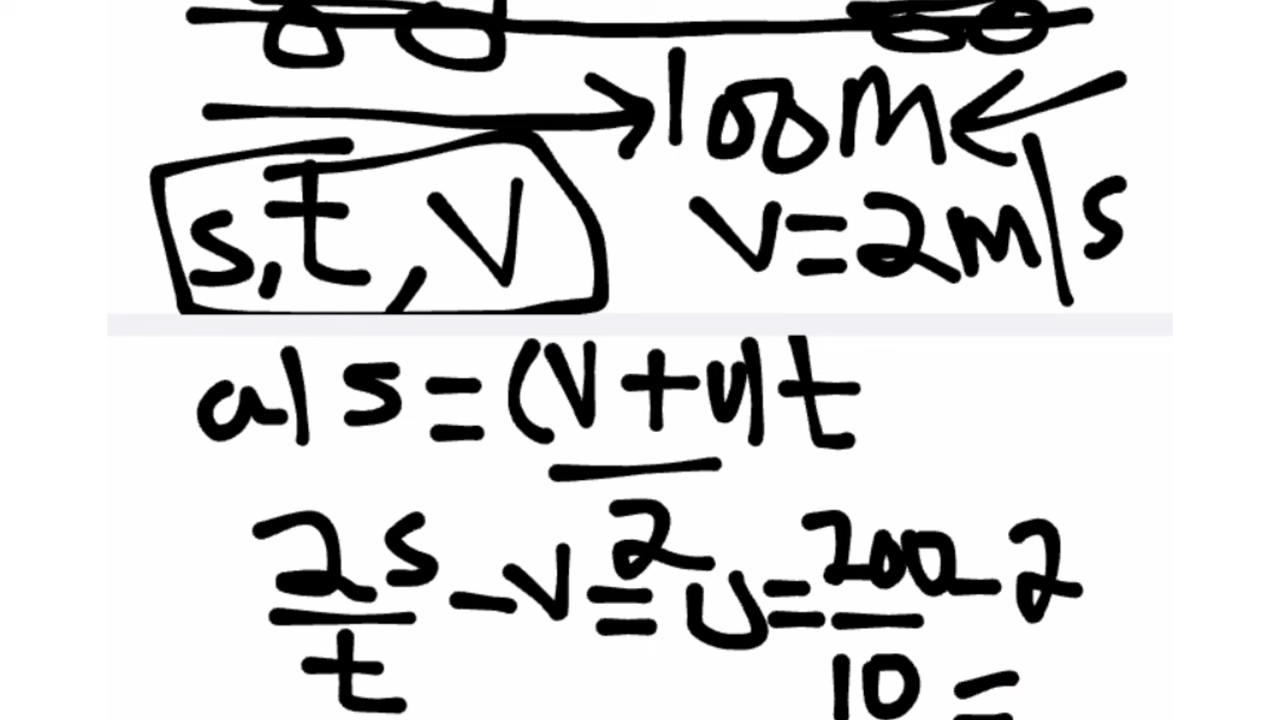 100m
s, t, v
v=2m/s
a) s = (v+u)t
2
2s - v = u = 200 - 2
t 10 =